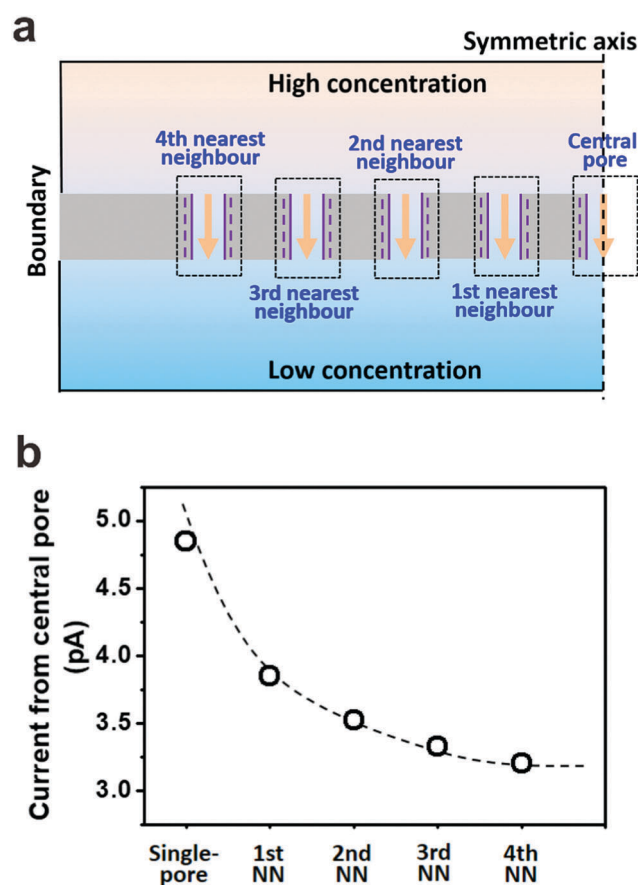 a
Symmetric axis
High concentration
4th nearest
neighbour
2nd nearest
neighbour
Central
pore
Boundary
3rd nearest
neighbour
1st nearest
neighbour
Low concentration
b
Current from central pore
(pA)
5.0
4.5
4.0
3.5
3.0
Single-
pore
1st
NN
2nd
NN
3rd
NN
4th
NN